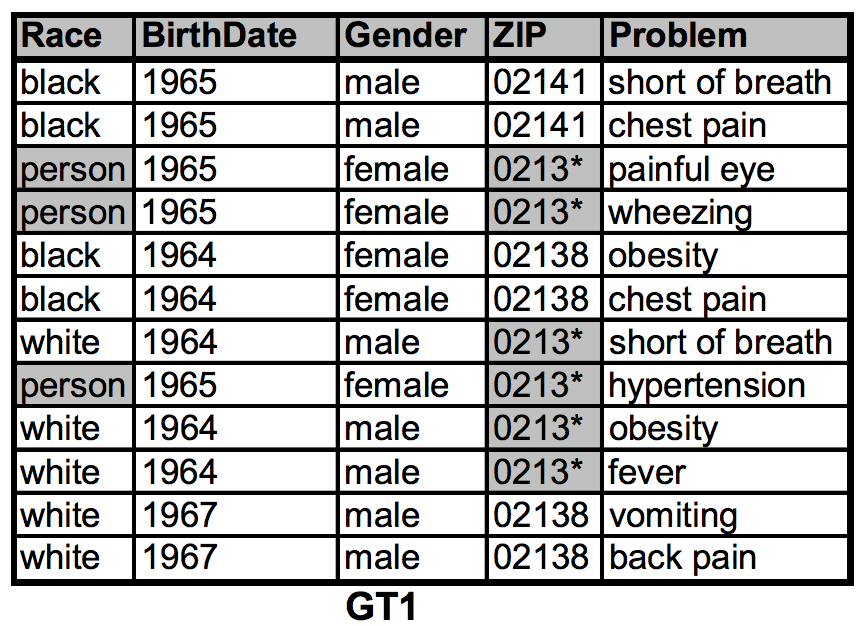 Race BirthDate Gender ZIP Problem
black 1965 male 02141 short of breath
black 1965 male 02141 chest pain
person 1965 female 0213* painful eye
person 1965 female 0213* wheezing
black 1964 female 02138 obesity
black 1964 female 02138 chest pain
white 1964 male 0213* short of breath
person 1965 female 0213* hypertension
white 1964 male 0213* obesity
white 1964 male 0213* fever
white 1967 male 02138 vomiting
white 1967 male 02138 back pain
GT1